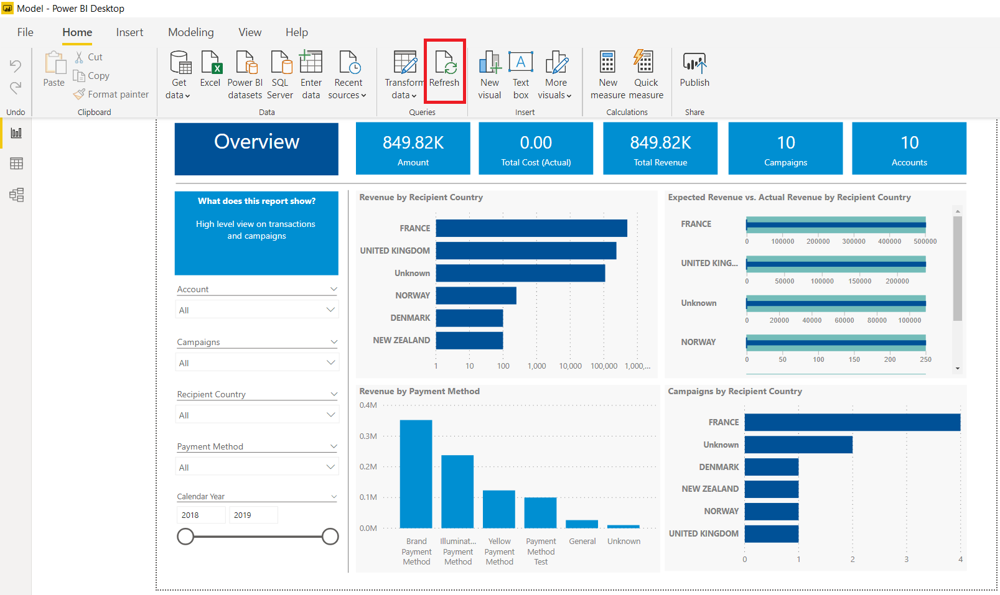 Model - Power BI Desktop
File Home Insert Modeling View Help
Paste
Cut
Copy
Format painter
Get data
Excel
Power BI datasets
SQL Server
Enter data
Recent sources
Transform data
Refresh
New visual
Text box
More visuals
New measure
Quick measure
Publish
Undo
Clipboard
Data
Queries
Insert
Calculations
Share
Overview
849.82K
Amount
0.00
Total Cost (Actual)
849.82K
Total Revenue
10
Campaigns
10
Accounts
What does this report show?
High level view on transactions
and campaigns
Account
All
Campaigns
All
Recipient Country
All
Payment Method
All
Calendar Year
2018 2019
Revenue by Recipient Country
FRANCE
UNITED KINGDOM
Unknown
NORWAY
DENMARK
NEW ZEALAND
1 10 100 1,000 10,000 100,000 1,000,...
Expected Revenue vs. Actual Revenue by Recipient Country
FRANCE
0 100000 200000 300000 400000 500000
UNITED KING...
0 50000 100000 150000 200000
Unknown
0 20000 40000 60000 80000 100000
NORWAY
0 50 100 150 200 250
Revenue by Payment Method
0.4M
0.3M
0.2M
0.1M
0.0M
Brand
Payment
Method
Illuminat...
Payment
Method
Yellow
Payment
Method
Payment
Method
Test
General
Unknown
Campaigns by Recipient Country
FRANCE
Unknown
DENMARK
NEW ZEALAND
NORWAY
UNITED KINGDOM
0 1 2 3 4